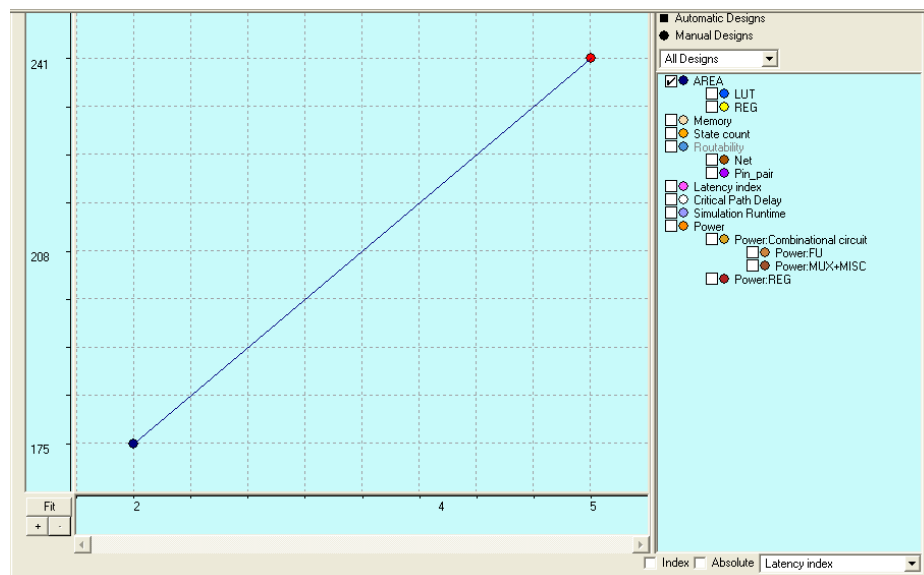 241
208
175
2 4 5
Fit
+ -
Automatic Designs
Manual Designs
All Designs
AREA
LUT
REG
Memory
State count
Routability
Net
Pin_pair
Latency index
Critical Path Delay
Simulation Runtime
Power
Power:Combinational circuit
Power:FU
Power:MUX+MISC
Power:REG
Index Absolute Latency index